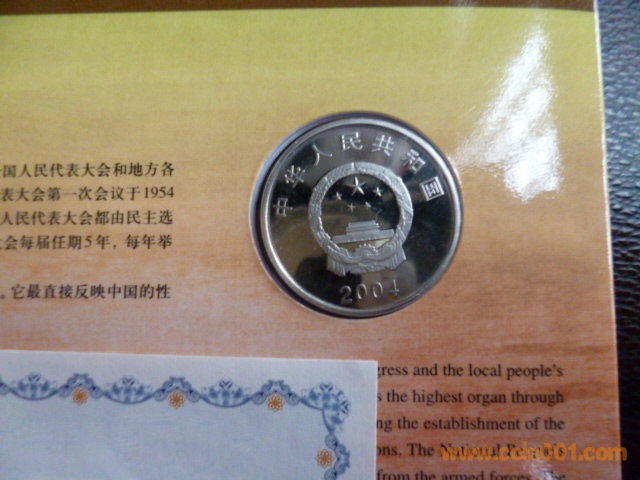 国人民代表大会和地方各
表大会第一次会议于1954
人民代表大会都由民主选
大会每届任期5年，每年举
。它最直接反映中国的性
中华人民共和国
2004
gress and the local people's
s the highest organ through
ng the establishment of the
ons. The National
from the armed forces. The
www.coin001.com